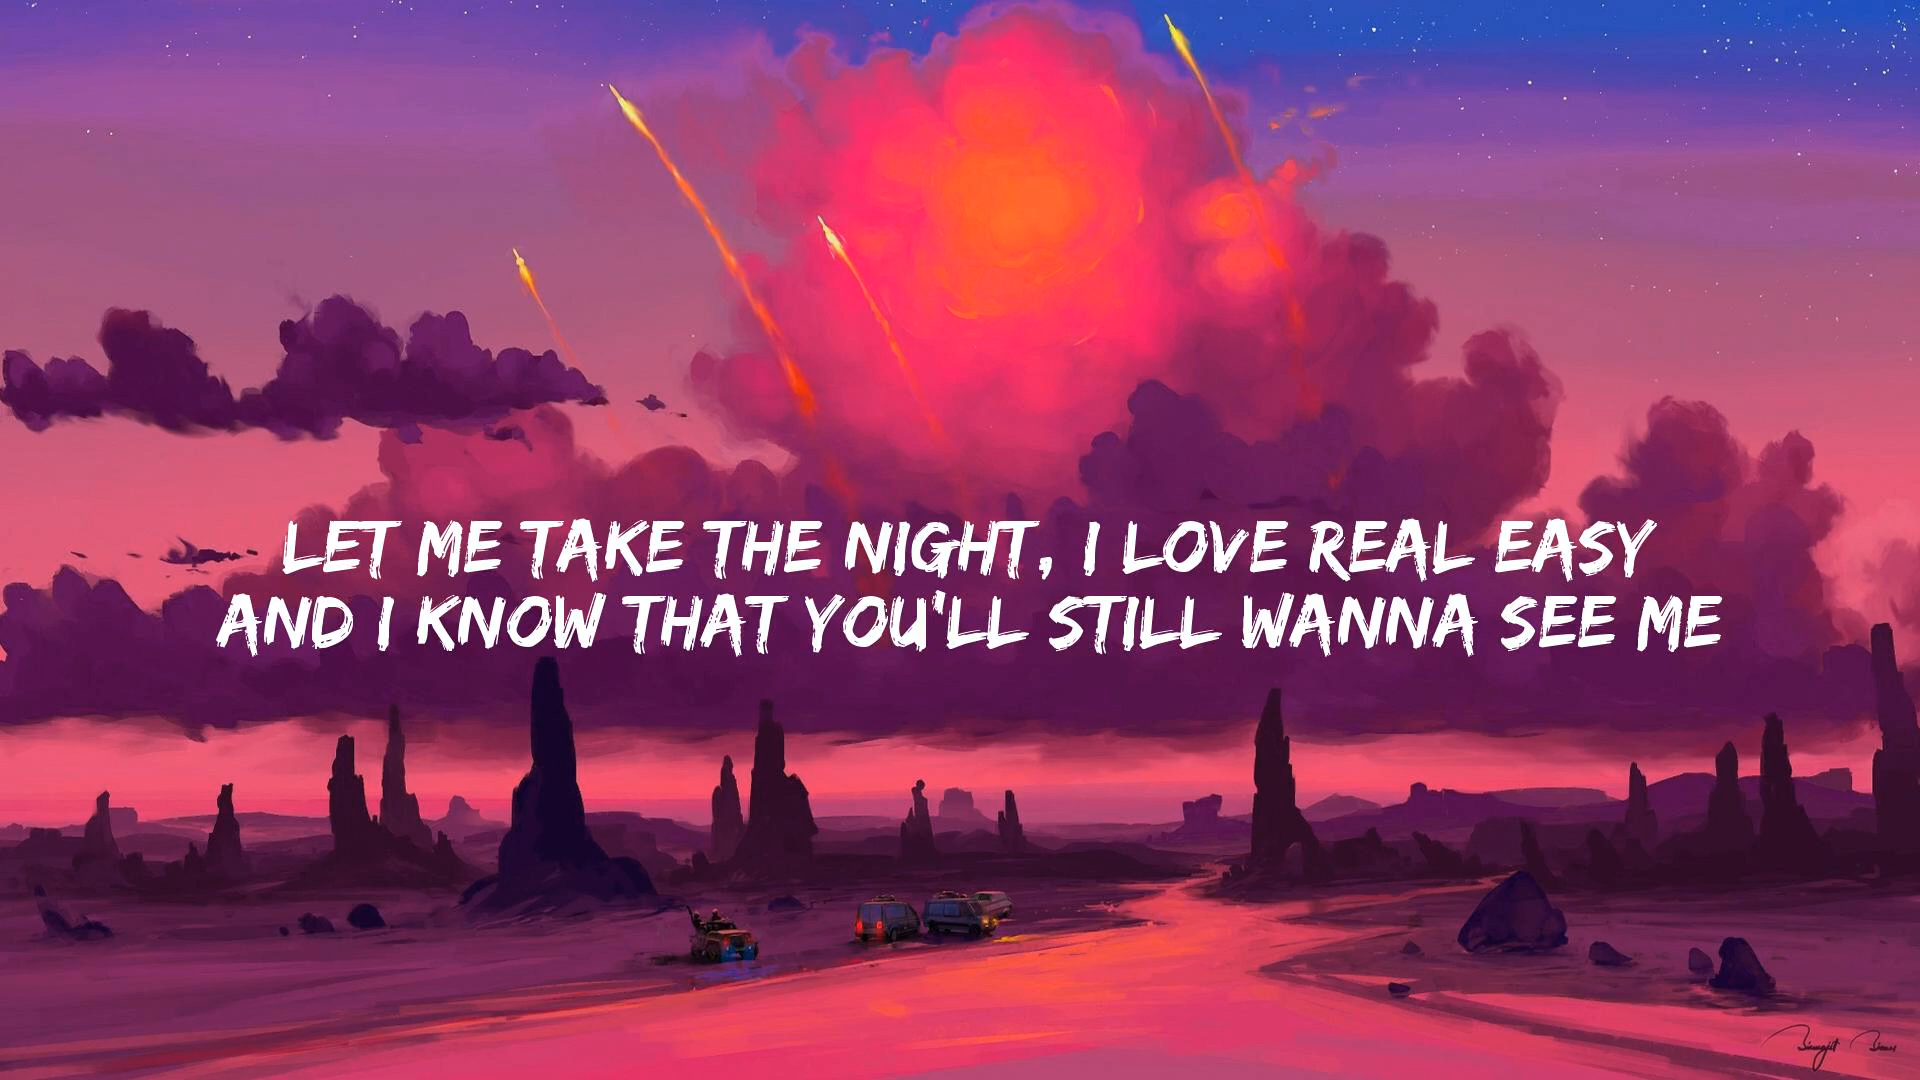 LET ME TAKE THE NIGHT, I LOVE REAL EASY
AND I KNOW THAT YOU'LL STILL WANNA SEE ME